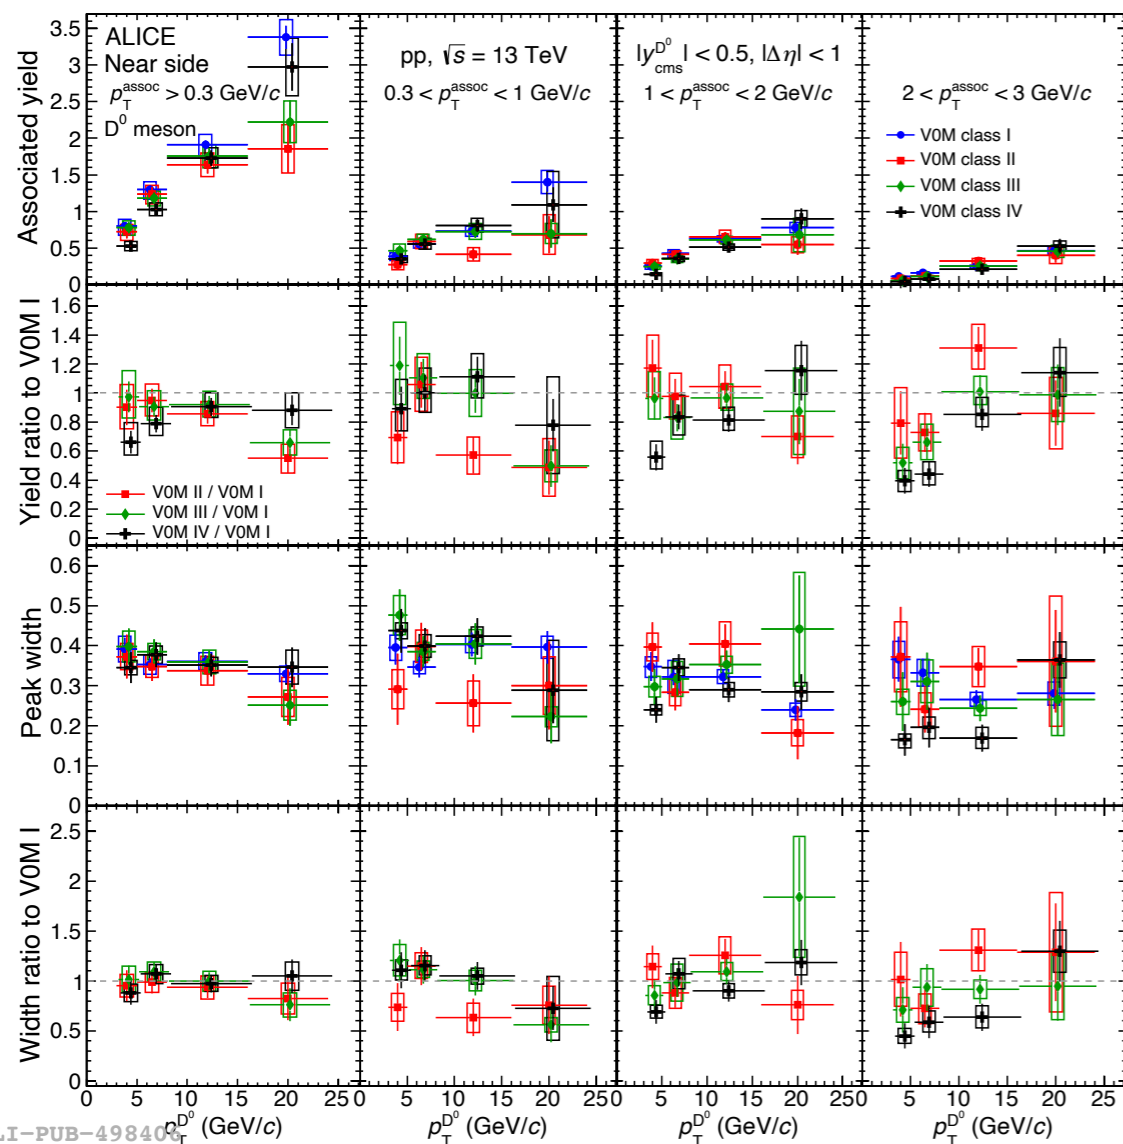 Associated yield
3.5
3
2.5
2
1.5
1
0.5
0
ALICE
Near side
p_T^assoc > 0.3 GeV/c
D⁰ meson
pp, √s = 13 TeV
0.3 < p_T^assoc < 1 GeV/c
|y_cms^D⁰| < 0.5, |Δη| < 1
1 < p_T^assoc < 2 GeV/c
2 < p_T^assoc < 3 GeV/c
V0M class I
V0M class II
V0M class III
V0M class IV
Yield ratio to V0M I
1.6
1.4
1.2
1
0.8
0.6
0.4
0.2
0
V0M II / V0M I
V0M III / V0M I
V0M IV / V0M I
Peak width
0.6
0.5
0.4
0.3
0.2
0.1
0
Width ratio to V0M I
2.5
2
1.5
1
0.5
0
0 5 10 15 20 25 0 5 10 15 20 25 0 5 10 15 20 25 0 5 10 15 20 25
p_T^D⁰ (GeV/c) p_T^D⁰ (GeV/c) p_T^D⁰ (GeV/c) p_T^D⁰ (GeV/c)
LI-PUB-498406